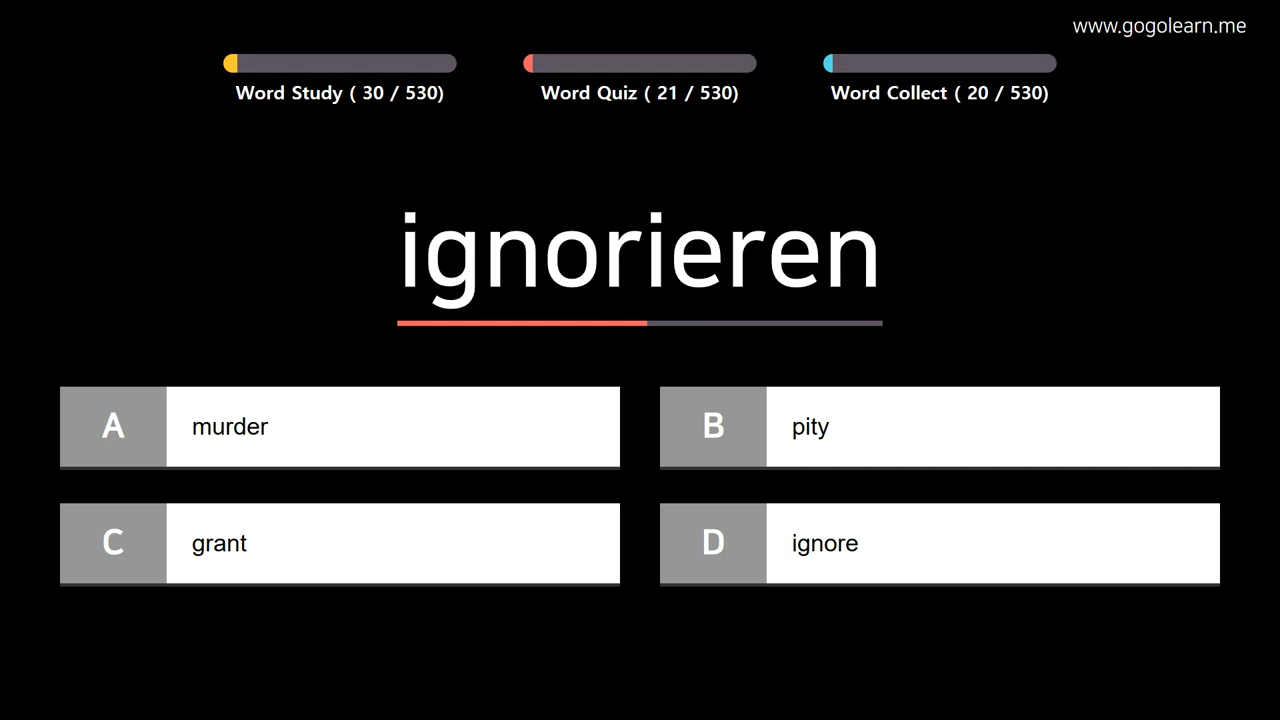 www.gogolearn.me
Word Study ( 30 / 530)
Word Quiz ( 21 / 530)
Word Collect ( 20 / 530)
ignorieren
A murder
B pity
C grant
D ignore